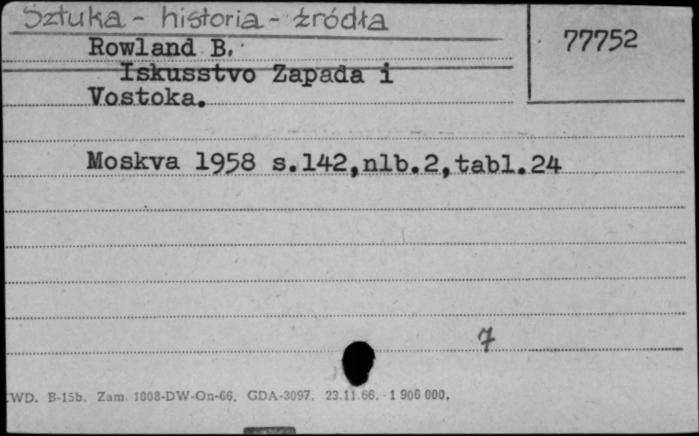 Sztuka - historia - źródła
77752
Rowland B.
Iskusstvo Zapada i
Vostoka.
Moskva 1958 s.142,nlb.2,tabl.24
7
WD. B-15b. Zam. 1008-DW-On-66. GDA-3097. 23.11.66. - 1 906 000.